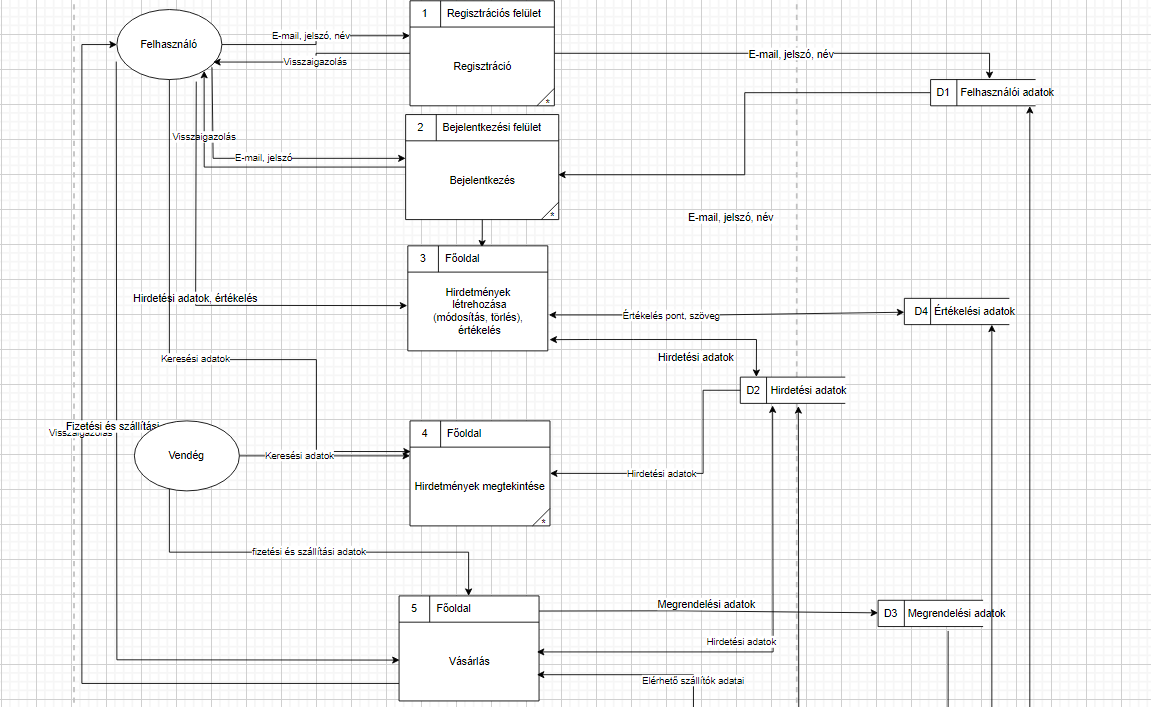 1 Regisztrációs felület
Felhasználó
E-mail, jelszó, név
Visszaigazolás
Regisztráció
*
E-mail, jelszó, név
D1 Felhasználói adatok
2 Bejelentkezési felület
Visszaigazolás
E-mail, jelszó
Bejelentkezés
*
E-mail, jelszó, név
3 Főoldal
Hirdetmények
létrehozása
(módosítás, törlés),
értékelés
Hirdetési adatok, értékelés
Értékelés pont, szöveg
D4 Értékelési adatok
Keresési adatok
Hirdetési adatok
D2 Hirdetési adatok
Fizetési és szállítási
Visszaigazolás
4 Főoldal
Vendég
Keresési adatok
Hirdetési adatok
Hirdetmények megtekintése
*
fizetési és szállítási adatok
5 Főoldal
Megrendelési adatok
D3 Megrendelési adatok
Hirdetési adatok
Vásárlás
Elérhető szállítók adatai